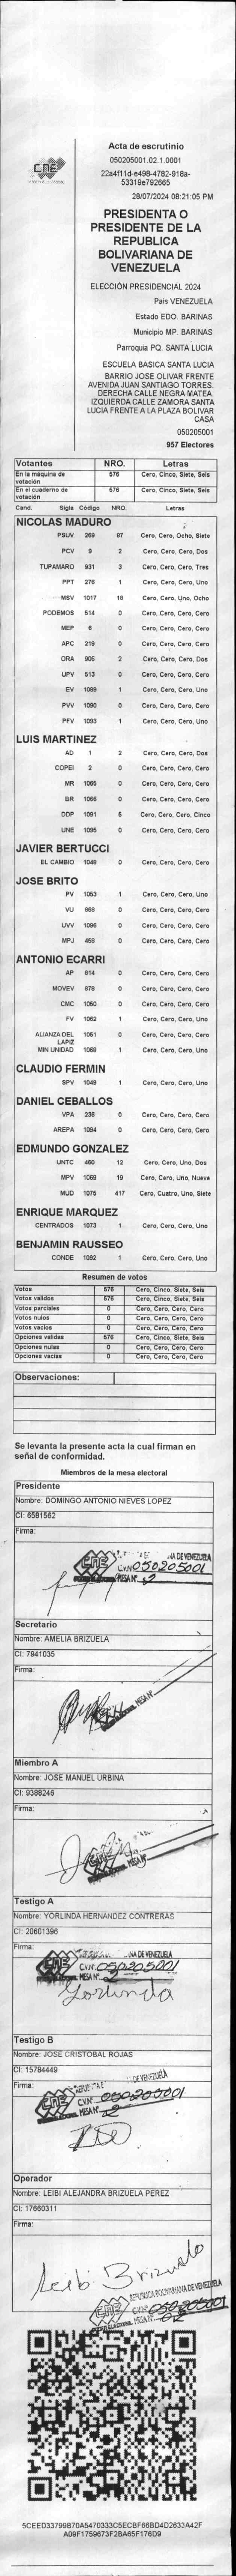 CNE
Acta de escrutinio
050205001.02.1.0001
22a4f11d-e498-4782-918a-
53319e792665
28/07/2024 08:21:05 PM
PRESIDENTA O
PRESIDENTE DE LA
REPUBLICA
BOLIVARIANA DE
VENEZUELA
ELECCIÓN PRESIDENCIAL 2024
Pais VENEZUELA
Estado EDO. BARINAS
Municipio MP. BARINAS
Parroquia PQ. SANTA LUCIA
ESCUELA BASICA SANTA LUCIA
BARRIO JOSE OLIVAR FRENTE
AVENIDA JUAN SANTIAGO TORRES.
DERECHA CALLE NEGRA MATEA.
IZQUIERDA CALLE ZAMORA SANTA
LUCIA FRENTE A LA PLAZA BOLIVAR
CASA
050205001
957 Electores
Votantes NRO. Letras
En la máquina de votación 576 Cero, Cinco, Siete, Seis
En el cuaderno de votación 576 Cero, Cinco, Siete, Seis
Cand. Sigla Código NRO. Letras
NICOLAS MADURO
PSUV 269 87 Cero, Cero, Ocho, Siete
PCV 9 2 Cero, Cero, Cero, Dos
TUPAMARO 931 3 Cero, Cero, Cero, Tres
PPT 276 1 Cero, Cero, Cero, Uno
MSV 1017 18 Cero, Cero, Uno, Ocho
PODEMOS 514 0 Cero, Cero, Cero, Cero
MEP 6 0 Cero, Cero, Cero, Cero
APC 219 0 Cero, Cero, Cero, Cero
ORA 906 2 Cero, Cero, Cero, Dos
UPV 513 0 Cero, Cero, Cero, Cero
EV 1089 1 Cero, Cero, Cero, Uno
PVV 1090 0 Cero, Cero, Cero, Cero
PFV 1093 1 Cero, Cero, Cero, Uno
LUIS MARTINEZ
AD 1 2 Cero, Cero, Cero, Dos
COPEI 2 0 Cero, Cero, Cero, Cero
MR 1065 0 Cero, Cero, Cero, Cero
BR 1066 0 Cero, Cero, Cero, Cero
DDP 1091 5 Cero, Cero, Cero, Cinco
UNE 1095 0 Cero, Cero, Cero, Cero
JAVIER BERTUCCI
EL CAMBIO 1048 0 Cero, Cero, Cero, Cero
JOSE BRITO
PV 1053 1 Cero, Cero, Cero, Uno
VU 868 0 Cero, Cero, Cero, Cero
UVV 1096 0 Cero, Cero, Cero, Cero
MPJ 458 0 Cero, Cero, Cero, Cero
ANTONIO ECARRI
AP 814 0 Cero, Cero, Cero, Cero
MOVEV 878 0 Cero, Cero, Cero, Cero
CMC 1050 0 Cero, Cero, Cero, Cero
FV 1062 1 Cero, Cero, Cero, Uno
ALIANZA DEL LAPIZ 1051 0 Cero, Cero, Cero, Cero
MIN UNIDAD 1068 1 Cero, Cero, Cero, Uno
CLAUDIO FERMIN
SPV 1049 1 Cero, Cero, Cero, Uno
DANIEL CEBALLOS
VPA 236 0 Cero, Cero, Cero, Cero
AREPA 1094 0 Cero, Cero, Cero, Cero
EDMUNDO GONZALEZ
UNTC 460 12 Cero, Cero, Uno, Dos
MPV 1069 19 Cero, Cero, Uno, Nueve
MUD 1075 417 Cero, Cuatro, Uno, Siete
ENRIQUE MARQUEZ
CENTRADOS 1073 1 Cero, Cero, Cero, Uno
BENJAMIN RAUSSEO
CONDE 1092 1 Cero, Cero, Cero, Uno
Resumen de votos
Votos 576 Cero, Cinco, Siete, Seis
Votos validos 576 Cero, Cinco, Siete, Seis
Votos parciales 0 Cero, Cero, Cero, Cero
Votos nulos 0 Cero, Cero, Cero, Cero
Votos vacios 0 Cero, Cero, Cero, Cero
Opciones validas 576 Cero, Cinco, Siete, Seis
Opciones nulas 0 Cero, Cero, Cero, Cero
Opciones vacias 0 Cero, Cero, Cero, Cero
Observaciones:
Se levanta la presente acta la cual firman en
señal de conformidad.
Miembros de la mesa electoral
Presidente
Nombre: DOMINGO ANTONIO NIEVES LOPEZ
CI: 6581562
Firma:
CNE
C.V.Nº 050205001
MESA Nº 2
Secretario
Nombre: AMELIA BRIZUELA
CI: 7941035
Firma:
MESA Nº
Miembro A
Nombre: JOSE MANUEL URBINA
CI: 9388246
Firma:
MESA Nº
Testigo A
Nombre: YORLINDA HERNANDEZ CONTRERAS
CI: 20601396
Firma:
CNE
C.V.Nº 050205001
MESA Nº 2
Yorlinda
Testigo B
Nombre: JOSE CRISTOBAL ROJAS
CI: 15784449
Firma:
CNE
C.V.Nº 050205001
MESA Nº 2
Operador
Nombre: LEIBI ALEJANDRA BRIZUELA PEREZ
CI: 17660311
Firma:
Leibi Brizuela
CNE
REPUBLICA BOLIVARIANA DE VENEZUELA
C.V.Nº 050205001
MESA Nº 02
5CEED33799B70A5470333C5ECBF66BD4D2633A42F
A09F1759673F2BA65F176D9